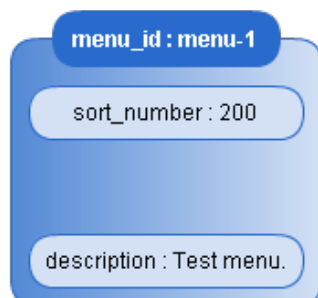 menu_id : menu-1
sort_number : 200
description : Test menu.